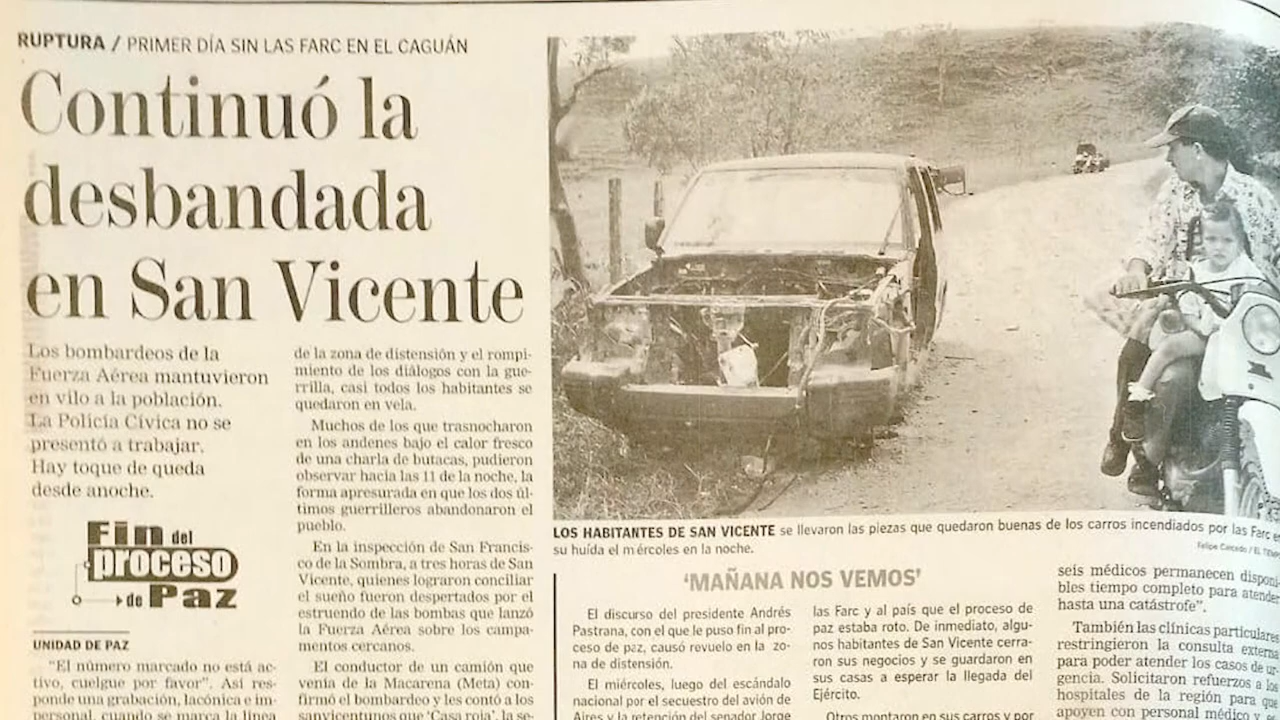 RUPTURA / PRIMER DÍA SIN LAS FARC EN EL CAGUÁN
Continuó la
desbandada
en San Vicente
Los bombardeos de la
Fuerza Aérea mantuvieron
en vilo a la población.
La Policía Cívica no se
presentó a trabajar.
Hay toque de queda
desde anoche.
Fin del
proceso
de Paz
UNIDAD DE PAZ
"El número marcado no está ac-
tivo, cuelgue por favor". Así res-
ponde una grabación, lacónica e im-
personal, cuando se marca la línea
de la zona de distensión y el rompi-
miento de los diálogos con la gue-
rrilla, casi todos los habitantes se
quedaron en vela.
Muchos de los que trasnocharon
en los andenes bajo el calor fresco
de una charla de butacas, pudieron
observar hacia las 11 de la noche, la
forma apresurada en que los dos úl-
timos guerrilleros abandonaron el
pueblo.
En la inspección de San Francis-
co de la Sombra, a tres horas de San
Vicente, quienes lograron conciliar
el sueño fueron despertados por el
estruendo de las bombas que lanzó
la Fuerza Aérea sobre los campa-
mentos cercanos.
El conductor de un camión que
venía de la Macarena (Meta) con-
firmó el bombardeo y les contó a los
sanvicentunos que 'Casa roja', la se-
LOS HABITANTES DE SAN VICENTE se llevaron las piezas que quedaron buenas de los carros incendiados por las Farc
su huída el miércoles en la noche.
Felipe Caicedo / EL
'MAÑANA NOS VEMOS'
El discurso del presidente Andrés
Pastrana, con el que le puso fin al pro-
ceso de paz, causó revuelo en la zo-
na de distensión.
El miércoles, luego del escándalo
nacional por el secuestro del avión de
Aires y la retención del senador Jorge
las Farc y al país que el proceso de
paz estaba roto. De inmediato, algu-
nos habitantes de San Vicente cerra-
ron sus negocios y se guardaron en
sus casas a esperar la llegada del
Ejército.
Otros montaron en sus carros y por
seis médicos permanecen disponi-
bles tiempo completo para atender
hasta una catástrofe".
También las clínicas particulares
restringieron la consulta externa
para poder atender los casos de ur-
gencia. Solicitaron refuerzos a los
hospitales de la región para que
apoyen con personal médico y